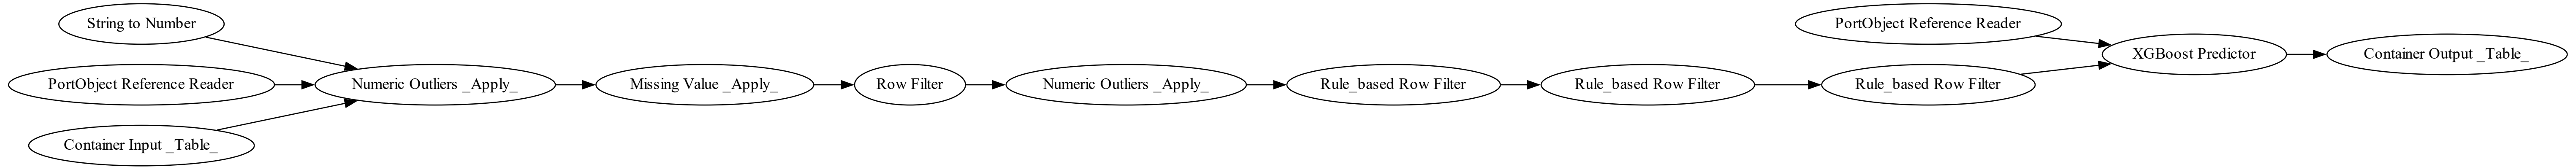 String to Number
PortObject Reference Reader
Container Input _Table_
Numeric Outliers _Apply_
Missing Value _Apply_
Row Filter
Numeric Outliers _Apply_
Rule_based Row Filter
Rule_based Row Filter
Rule_based Row Filter
PortObject Reference Reader
XGBoost Predictor
Container Output _Table_